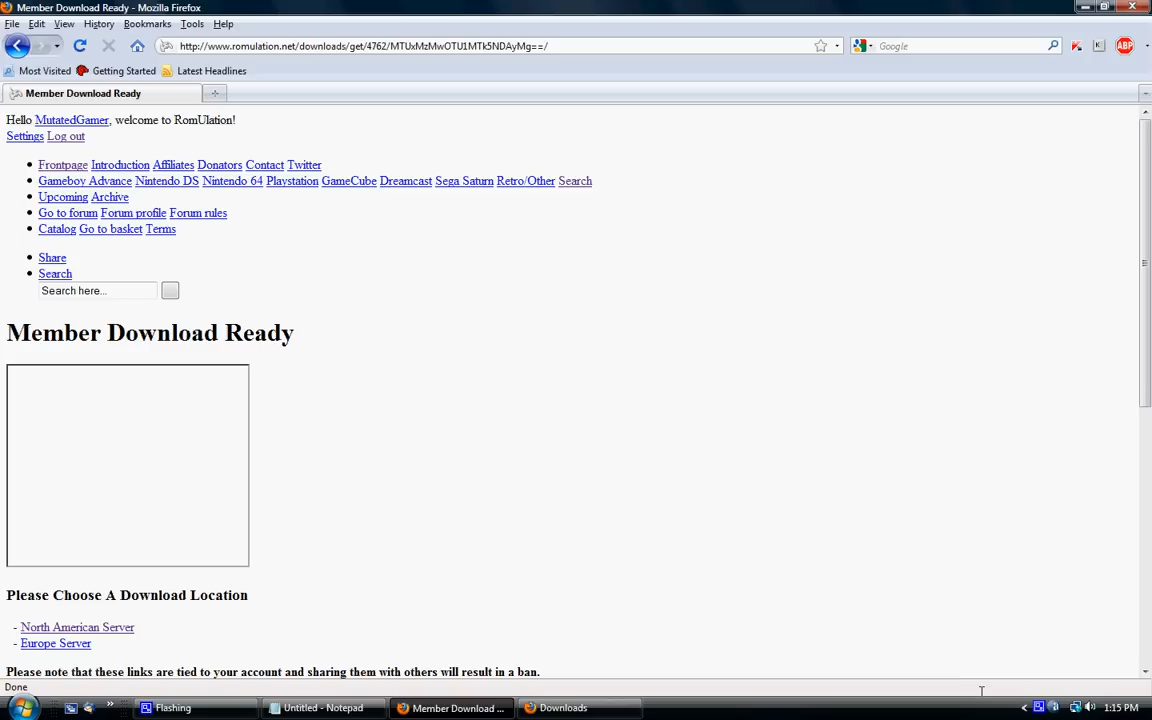 Member Download Ready - Mozilla Firefox
File Edit View History Bookmarks Tools Help
http://www.romulation.net/downloads/get/4762/MTUxMzMwOTU1MTk5NDAyMg==/
Google
K
ABP
Most Visited Getting Started Latest Headlines
Member Download Ready
Hello MutatedGamer, welcome to RomUlation!
Settings Log out
Frontpage Introduction Affiliates Donators Contact Twitter
Gameboy Advance Nintendo DS Nintendo 64 Playstation GameCube Dreamcast Sega Saturn Retro/Other Search
Upcoming Archive
Go to forum Forum profile Forum rules
Catalog Go to basket Terms
Share
Search
Search here...
Member Download Ready
Please Choose A Download Location
- North American Server
- Europe Server
Please note that these links are tied to your account and sharing them with others will result in a ban.
Done
Flashing Untitled - Notepad Member Download ... Downloads 1:15 PM